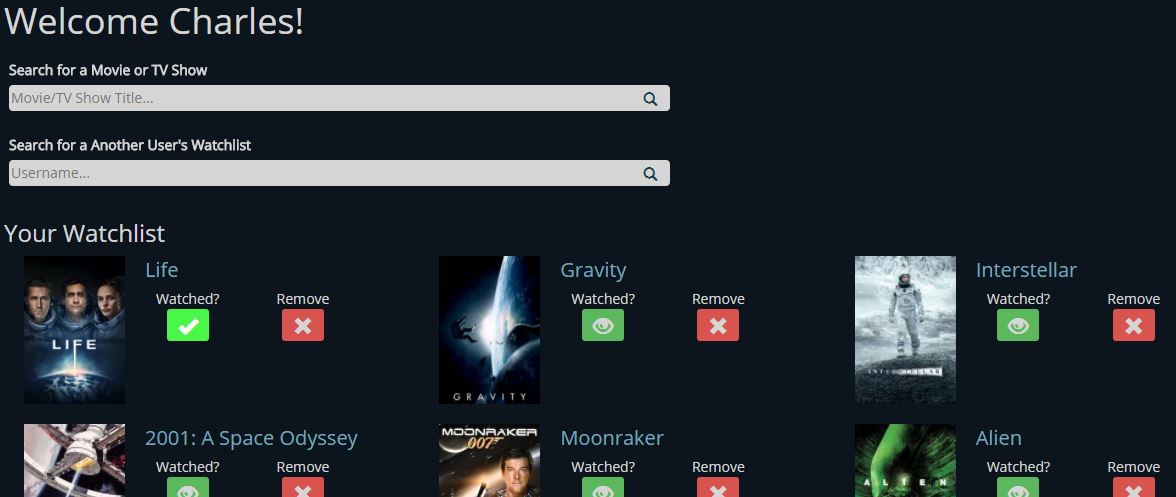 Welcome Charles!
Search for a Movie or TV Show
Movie/TV Show Title...
Search for a Another User's Watchlist
Username...
Your Watchlist
Life
Watched? Remove
LIFE
Gravity
Watched? Remove
GRAVITY
Interstellar
Watched? Remove
INTERSTELLAR
2001: A Space Odyssey
Watched? Remove
MOONRAKER
007
Moonraker
Watched? Remove
Alien
Watched? Remove
ALIEN